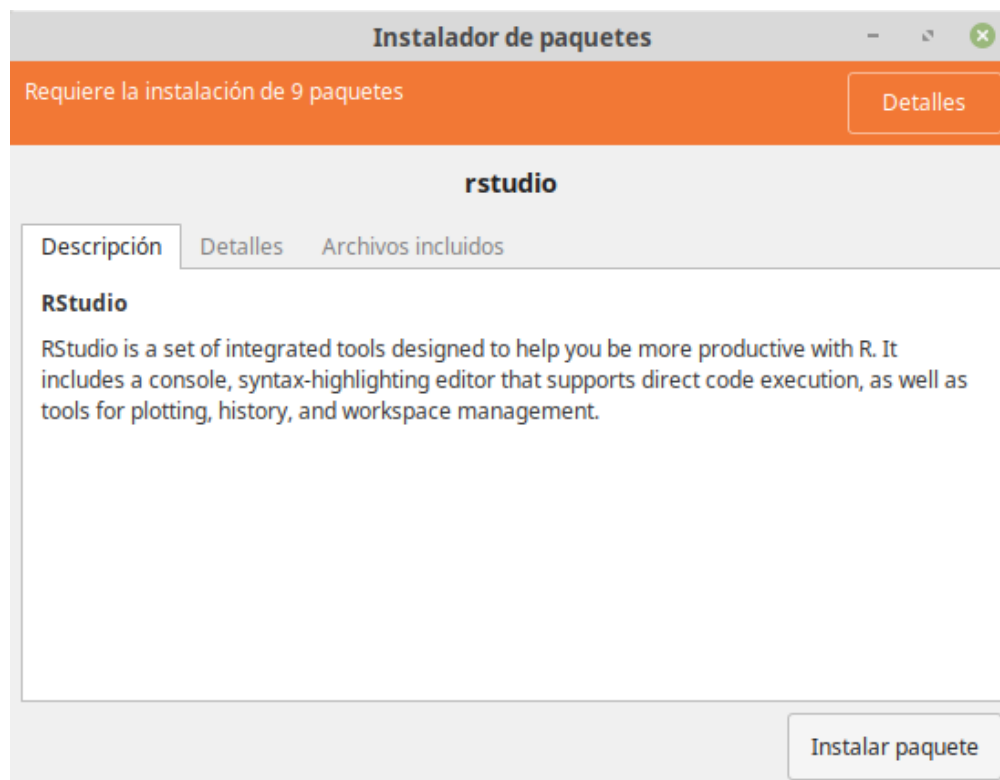 Instalador de paquetes
Requiere la instalación de 9 paquetes
Detalles
rstudio
Descripción
Detalles
Archivos incluidos
RStudio
RStudio is a set of integrated tools designed to help you be more productive with R. It
includes a console, syntax-highlighting editor that supports direct code execution, as well as
tools for plotting, history, and workspace management.
Instalar paquete